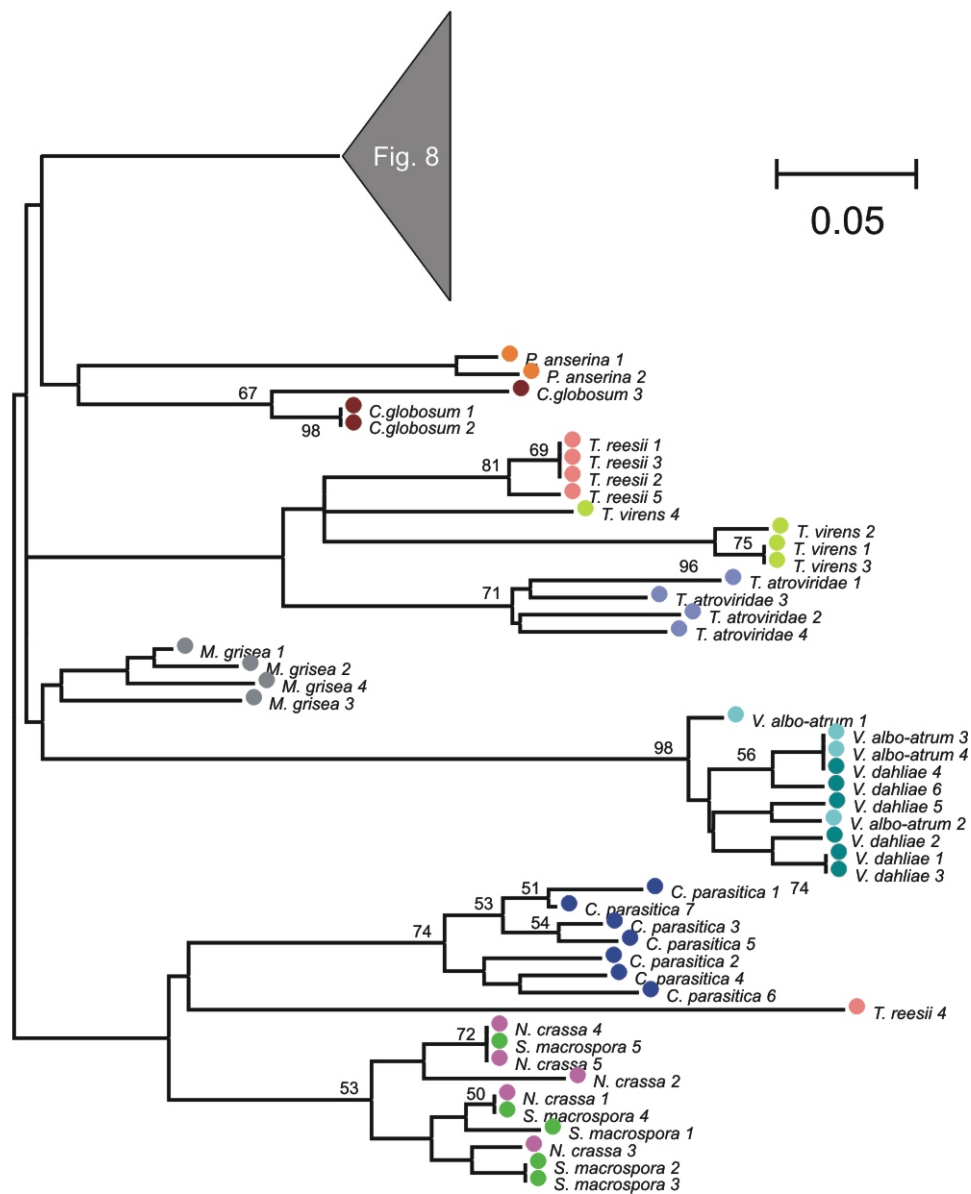 Fig. 8
0.05
P. anserina 1
P. anserina 2
67
C.globosum 3
C.globosum 1
98
C.globosum 2
T. reesii 1
69
T. reesii 3
81
T. reesii 2
T. reesii 5
T. virens 4
T. virens 2
75
T. virens 1
T. virens 3
96
T. atroviridae 1
71
T. atroviridae 3
T. atroviridae 2
T. atroviridae 4
M. grisea 1
M. grisea 2
M. grisea 4
M. grisea 3
V. albo-atrum 1
V. albo-atrum 3
98
56
V. albo-atrum 4
V. dahliae 4
V. dahliae 6
V. dahliae 5
V. albo-atrum 2
V. dahliae 2
V. dahliae 1
V. dahliae 3
74
51
C. parasitica 1
53
C. parasitica 7
74
54
C. parasitica 3
C. parasitica 5
C. parasitica 2
C. parasitica 4
C. parasitica 6
T. reesii 4
N. crassa 4
72
S. macrospora 5
N. crassa 5
N. crassa 2
53
50
N. crassa 1
S. macrospora 4
S. macrospora 1
N. crassa 3
S. macrospora 2
S. macrospora 3